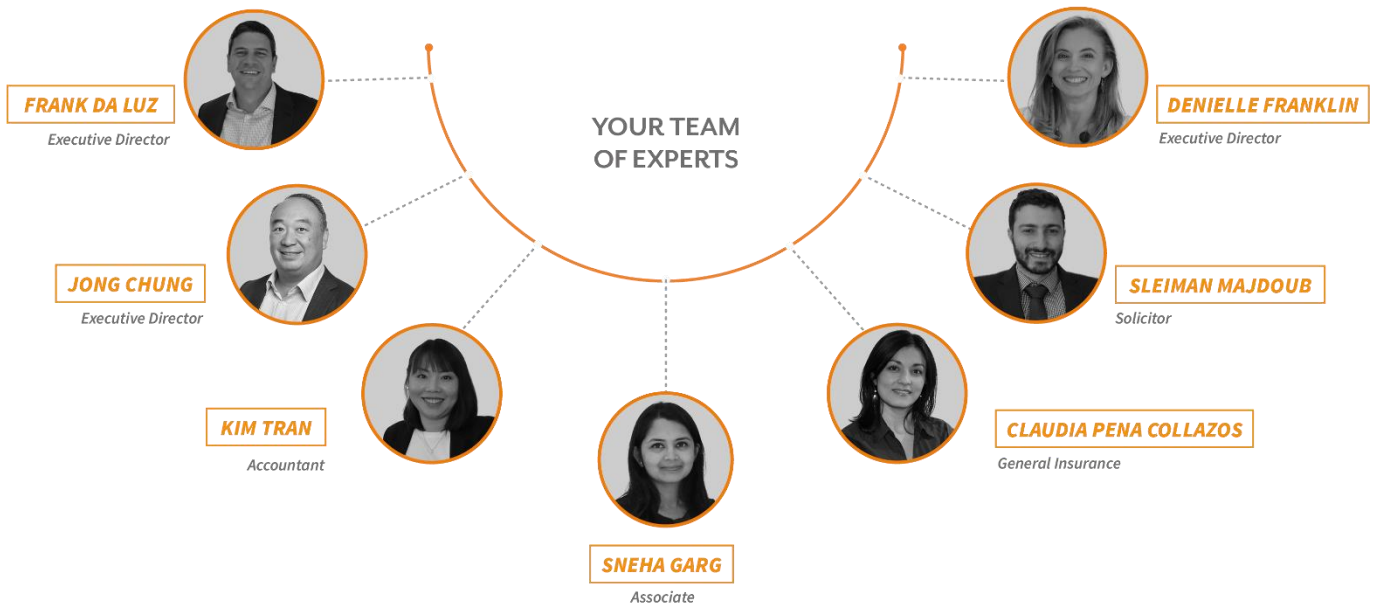 YOUR TEAM
OF EXPERTS
FRANK DA LUZ
Executive Director
JONG CHUNG
Executive Director
KIM TRAN
Accountant
SNEHA GARG
Associate
CLAUDIA PENA COLLAZOS
General Insurance
SLEIMAN MAJDOUB
Solicitor
DENIELLE FRANKLIN
Executive Director